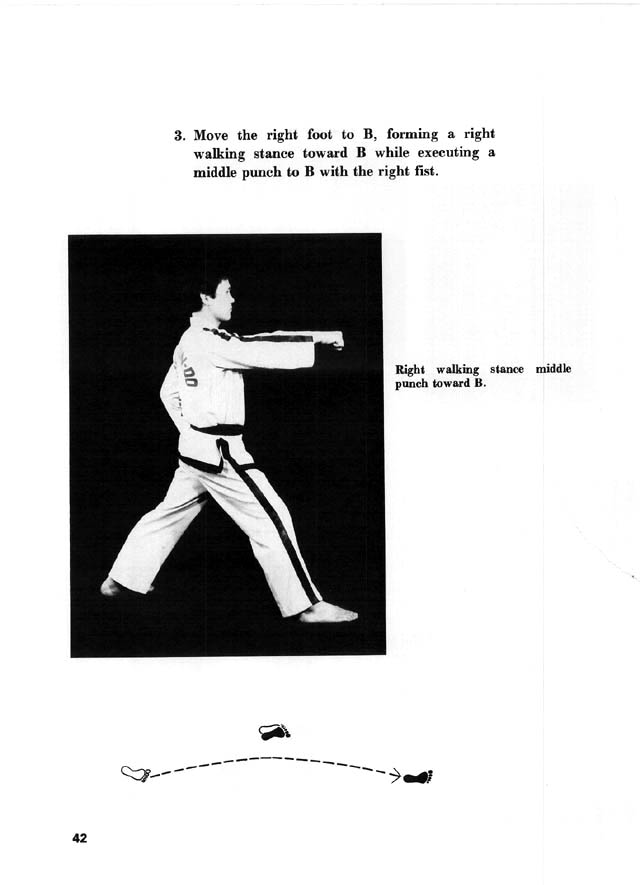 3. Move the right foot to B, forming a right
walking stance toward B while executing a
middle punch to B with the right fist.
Right walking stance middle
punch toward B.
42